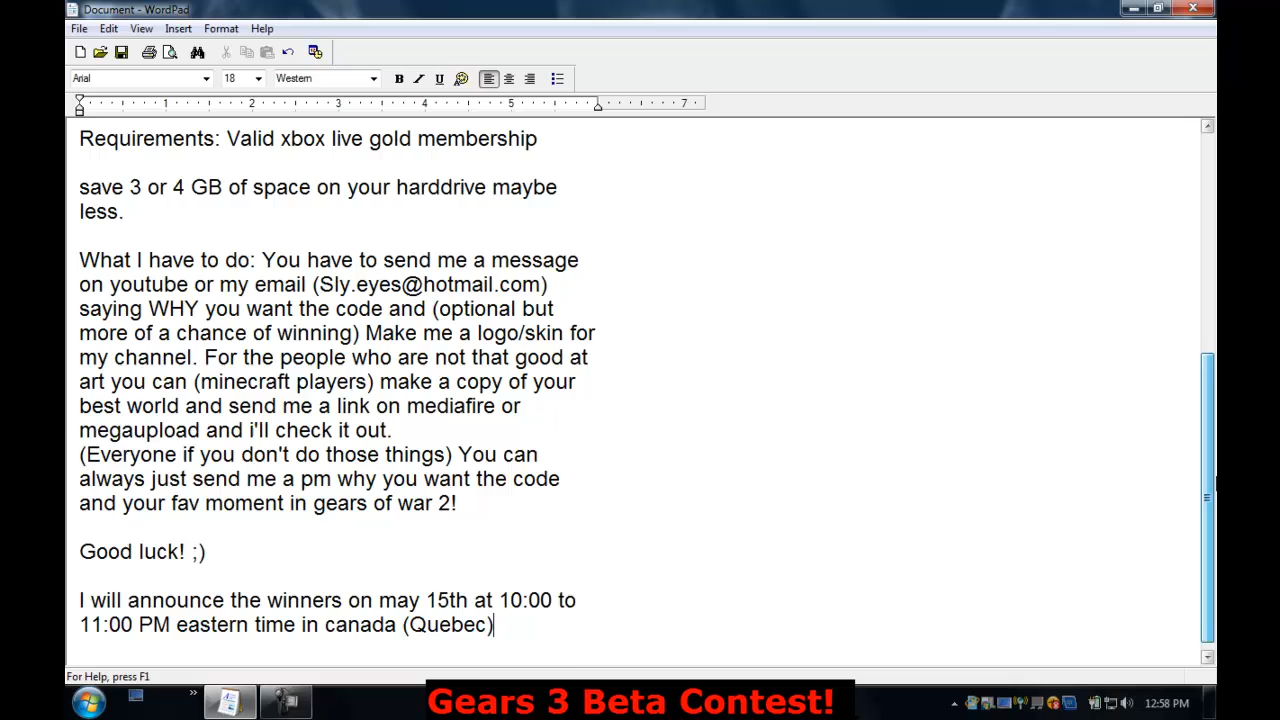 Document - WordPad
File Edit View Insert Format Help
Arial 18 Western B I U
1 2 3 4 5 7
Requirements: Valid xbox live gold membership
save 3 or 4 GB of space on your harddrive maybe
less.
What I have to do: You have to send me a message
on youtube or my email (Sly.eyes@hotmail.com)
saying WHY you want the code and (optional but
more of a chance of winning) Make me a logo/skin for
my channel. For the people who are not that good at
art you can (minecraft players) make a copy of your
best world and send me a link on mediafire or
megaupload and i'll check it out.
(Everyone if you don't do those things) You can
always just send me a pm why you want the code
and your fav moment in gears of war 2!
Good luck! ;)
I will announce the winners on may 15th at 10:00 to
11:00 PM eastern time in canada (Quebec)
For Help, press F1
Gears 3 Beta Contest!
12:58 PM